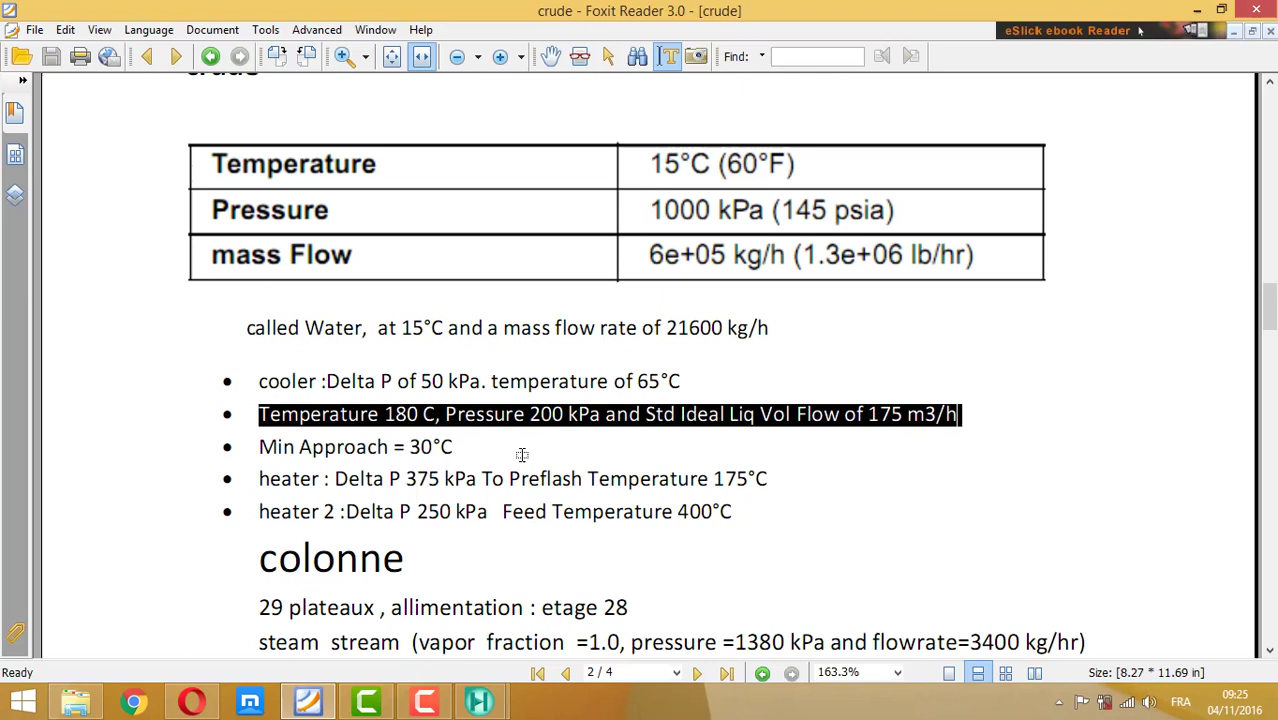 crude - Foxit Reader 3.0 - [crude]
File Edit View Language Document Tools Advanced Window Help
eSlick ebook Reader
Find:
crude
Temperature 15°C (60°F)
Pressure 1000 kPa (145 psia)
mass Flow 6e+05 kg/h (1.3e+06 lb/hr)
called Water, at 15°C and a mass flow rate of 21600 kg/h
• cooler :Delta P of 50 kPa. temperature of 65°C
• Temperature 180 C, Pressure 200 kPa and Std Ideal Liq Vol Flow of 175 m3/h
• Min Approach = 30°C
• heater : Delta P 375 kPa To Preflash Temperature 175°C
• heater 2 :Delta P 250 kPa Feed Temperature 400°C
colonne
29 plateaux , allimentation : etage 28
steam stream (vapor fraction =1.0, pressure =1380 kPa and flowrate=3400 kg/hr)
Ready 2 / 4 163.3% Size: [8.27 * 11.69 in]
FRA 09:25
04/11/2016